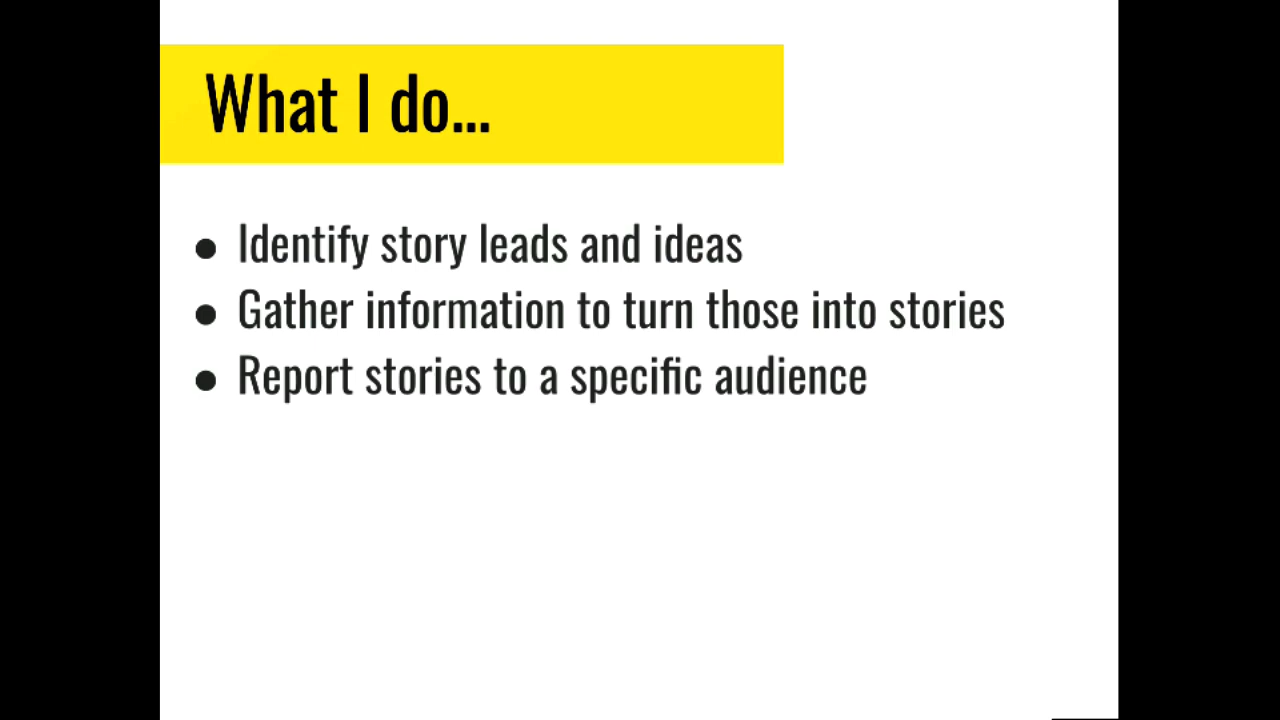 What I do...
● Identify story leads and ideas
● Gather information to turn those into stories
● Report stories to a specific audience